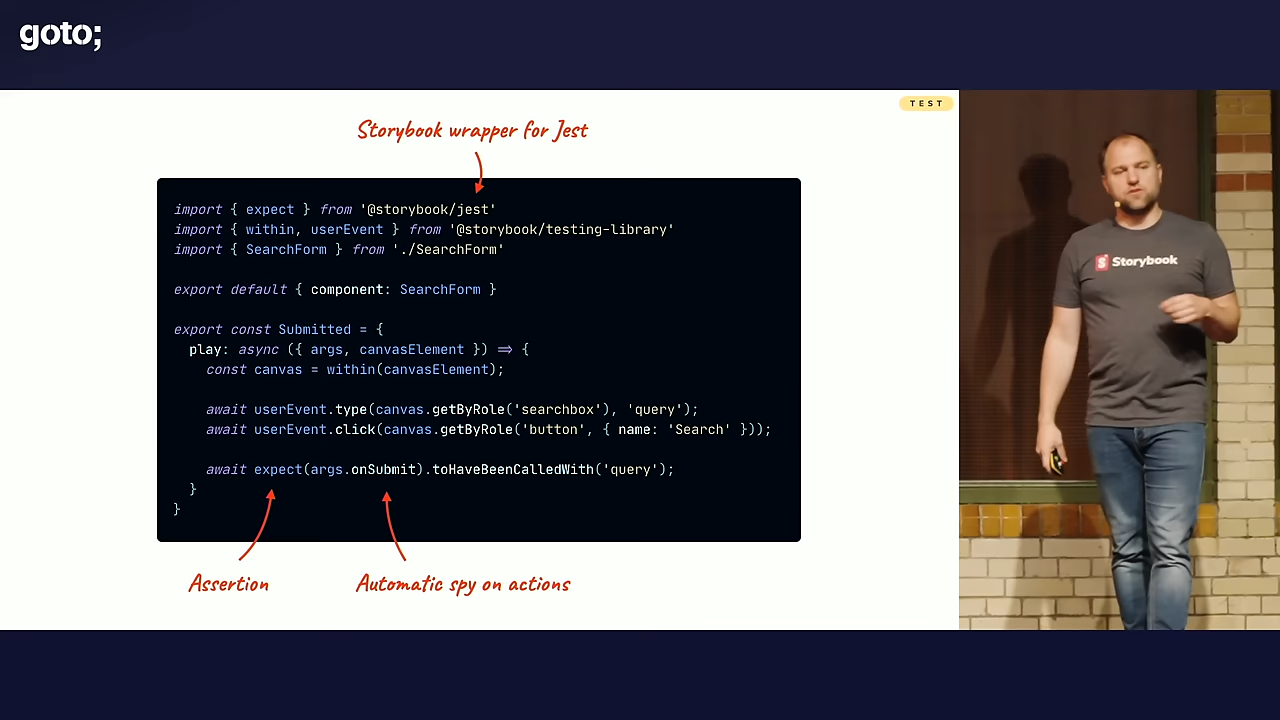 goto;
TEST
Storybook wrapper for Jest
import { expect } from '@storybook/jest'
import { within, userEvent } from '@storybook/testing-library'
import { SearchForm } from './SearchForm'
export default { component: SearchForm }
export const Submitted = {
play: async ({ args, canvasElement }) => {
const canvas = within(canvasElement);
await userEvent.type(canvas.getByRole('searchbox'), 'query');
await userEvent.click(canvas.getByRole('button', { name: 'Search' }));
await expect(args.onSubmit).toHaveBeenCalledWith('query');
}
}
Assertion
Automatic spy on actions
S Storybook